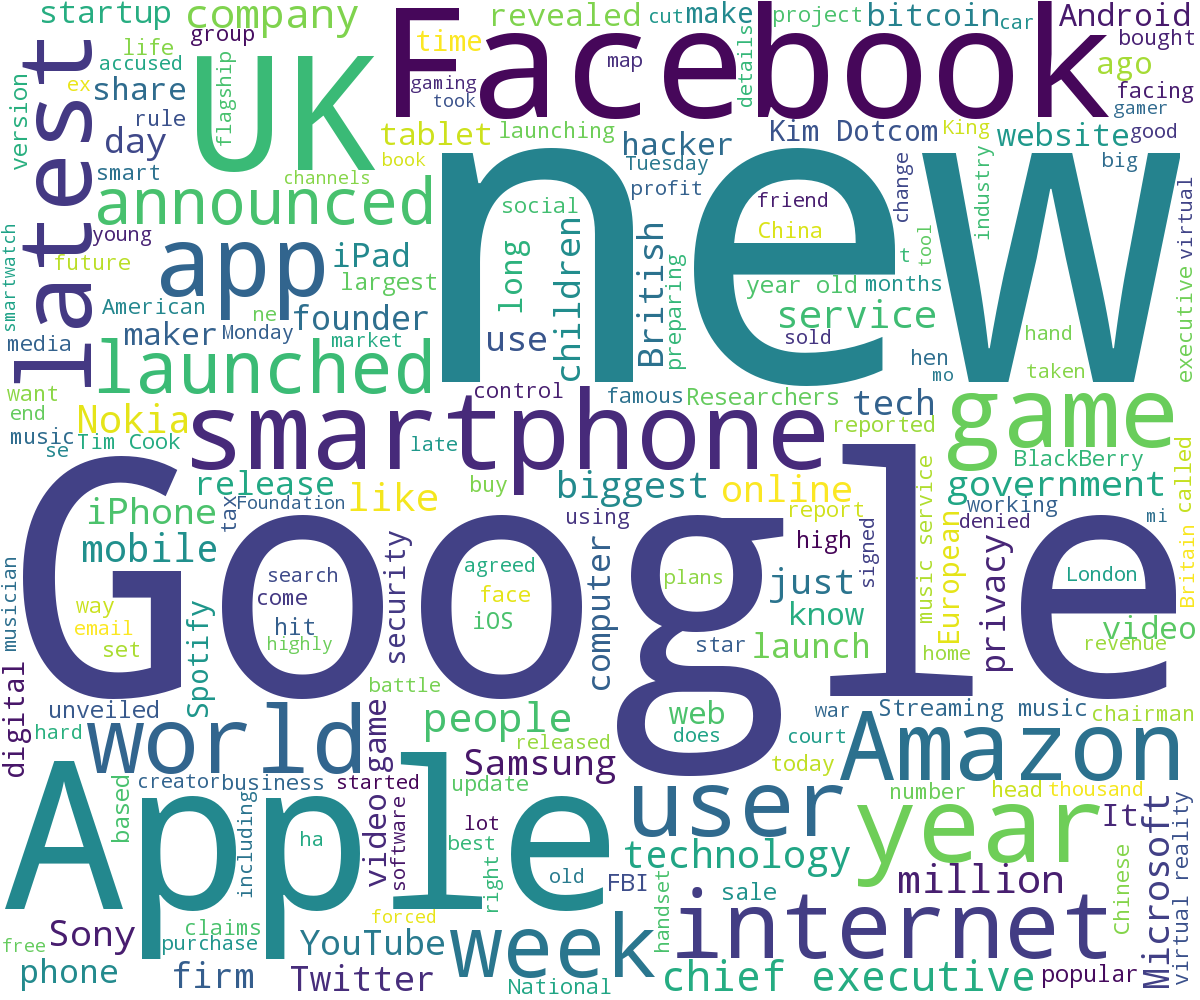 startup
company
Facebook
revealed
cut
make
project
bitcoin
car
Android
life
group
time
bought
latest
UK
gaming
map
details
ago
accused
ex
share
flagship
took
facing
gamer
version
rule
day
tablet
launching
hacker
Kim Dotcom
King
website
good
smart
book
new
Tuesday
big
channels
profit
change
industry
virtual
announced
social
friend
young
app
iPad
long
children
British
China
tool
t
smartwatch
future
largest
preparing
year old
months
executive
American
ne
founder
service
media
maker
Monday
market
use
sold
hen
hand
mo
taken
launched
want
end
Nokia
control
famous
Researchers
tech
game
smartphone
reported
music
se
Tim Cook
late
BlackBerry
release
Foundation
like
buy
biggest
online
government
Google
iPhone
tax
using
report
working
denied
mi
Britain called
mobile
security
computer
high
signed
music service
European
privacy
musician
search
agreed
plans
just
London
way
come
face
know
video
email
hit
iOS
set
highly
star
launch
home
revenue
Spotify
digital
battle
unveiled
people
web
war
Streaming music
chairman
hard
world
game
released
does
court
Amazon
Samsung
today
Apple
creator
business
started
update
user
number
head
thousand
based
including
video
software
lot
year
It
ha
best
technology
Microsoft
virtual reality
Chinese
right
old
FBI
handset
sale
million
free
Sony
claims
forced
internet
purchase
YouTube
week
phone
firm
Twitter
National
chief executive
popular